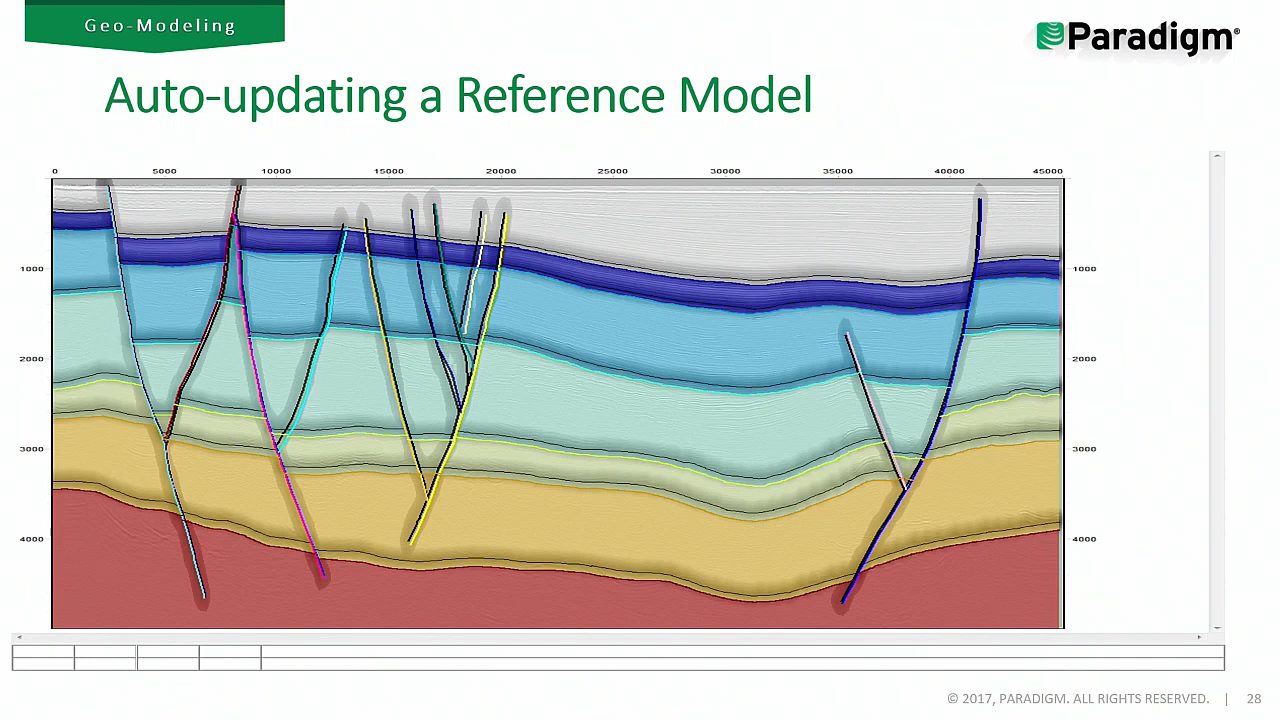 Geo-Modeling
Paradigm®
Auto-updating a Reference Model
0 5000 10000 15000 20000 25000 30000 35000 40000 45000
1000 1000
2000 2000
3000 3000
4000 4000
© 2017, PARADIGM. ALL RIGHTS RESERVED. | 28